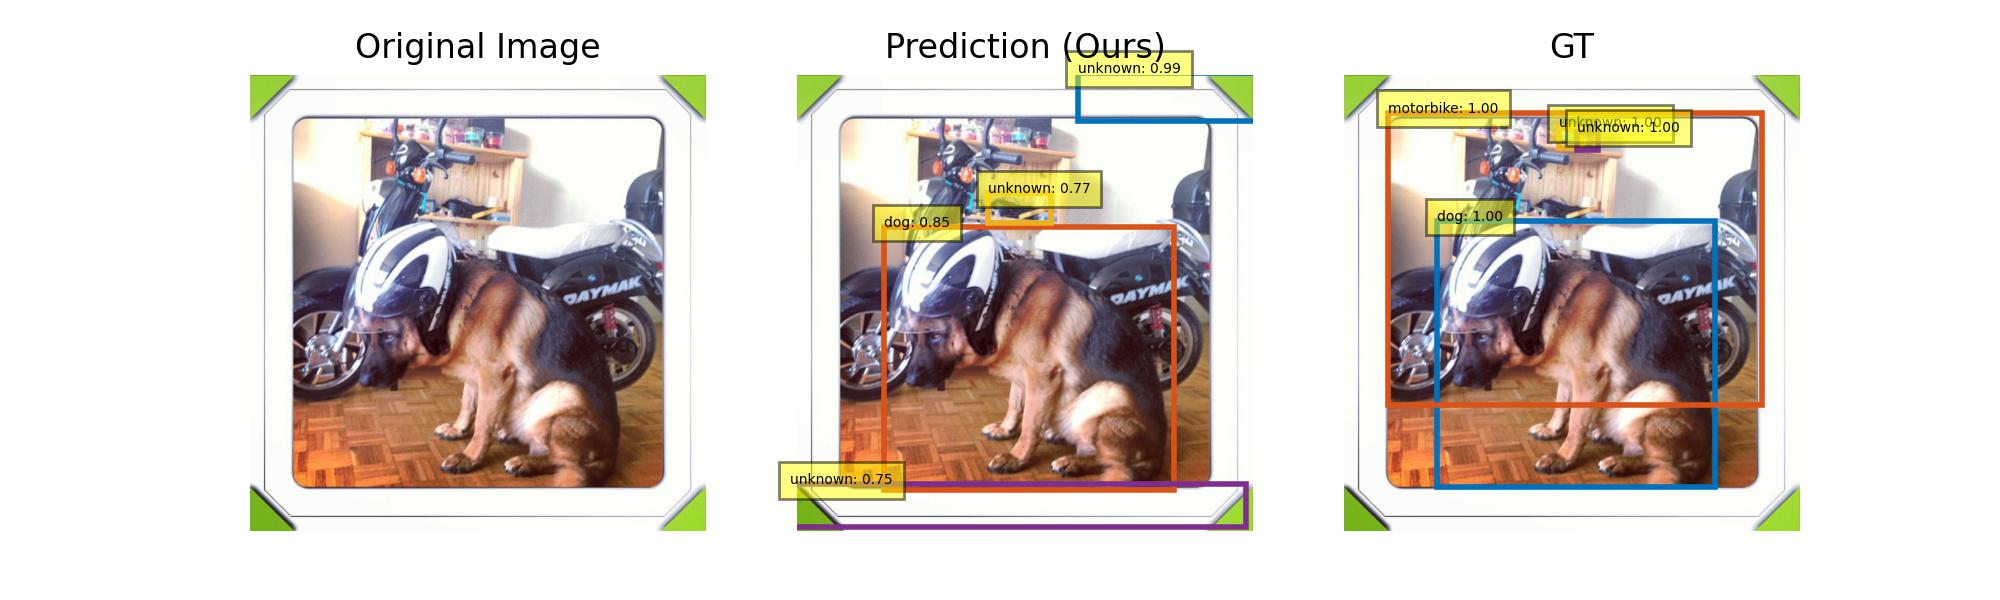 Original Image
Prediction (Ours)
GT
unknown: 0.99
unknown: 0.77
dog: 0.85
unknown: 0.75
motorbike: 1.00
unknown: 1.00
unknown: 1.00
dog: 1.00
DAYMAK
DAYMAK
DAYMAK